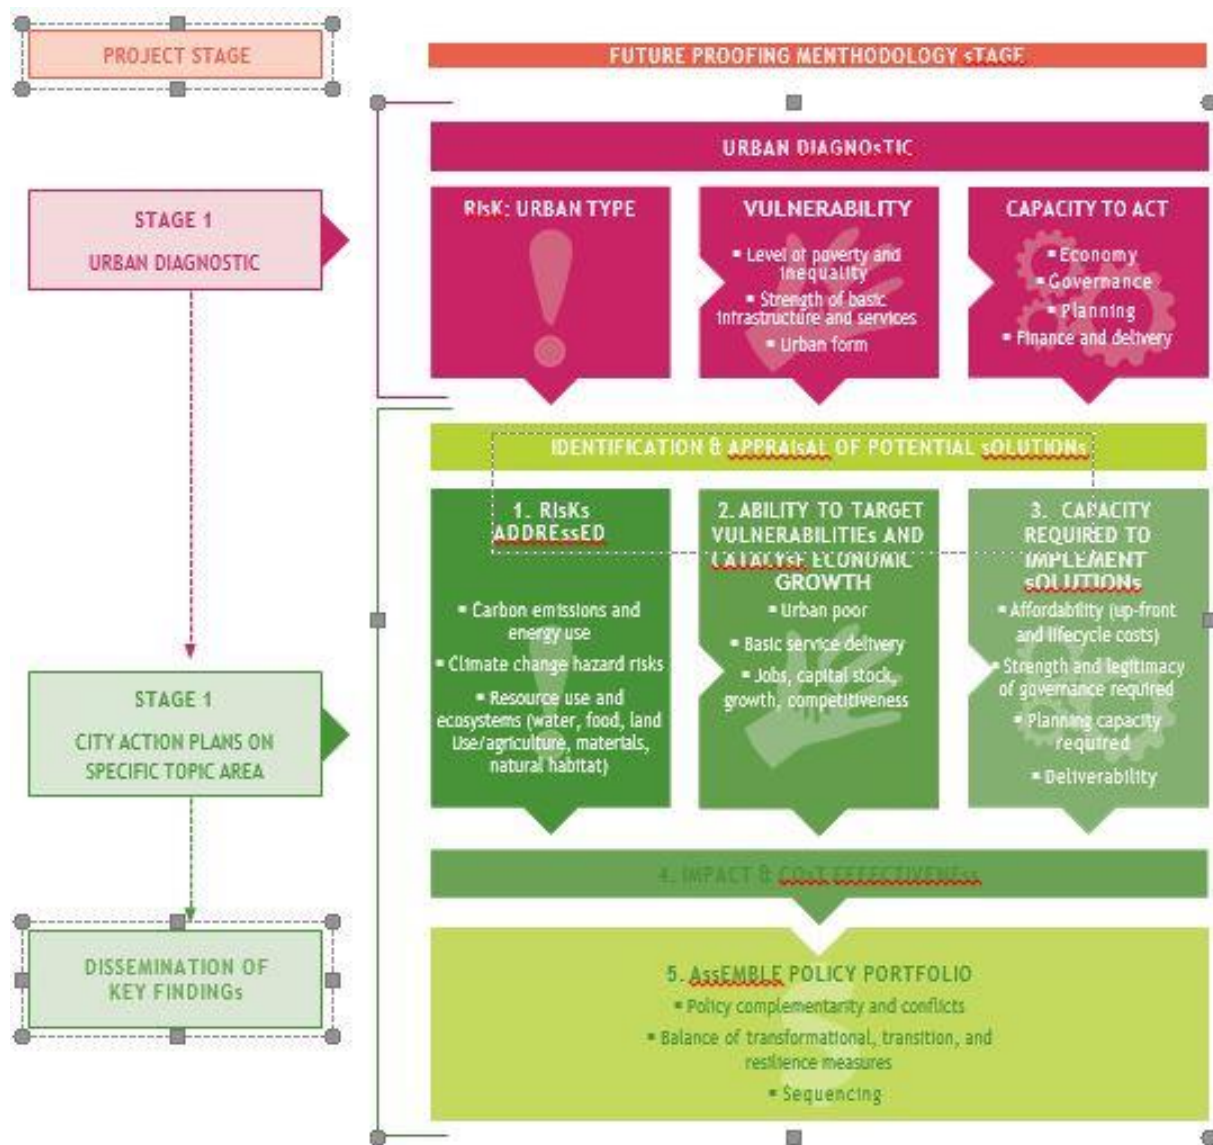 PROJECT STAGE
FUTURE PROOFING MENTHODOLOGY sTAGE
URBAN DIAGNOsTIC
STAGE 1
URBAN DIAGNOSTIC
RIsK: URBAN TYPE
VULNERABILITY
▪ Level of poverty and
inequality
▪ Strength of basic
infrastructure and services
▪ Urban form
CAPACITY TO ACT
▪ Economy
▪ Governance
▪ Planning
▪ Finance and delivery
IDENTIFICATION & APPRAIsAL OF POTENTIAL sOLUTIONs
STAGE 1
CITY ACTION PLANS ON
SPECIFIC TOPIC AREA
1. RIsKs
ADDREssED
▪ Carbon emissions and
energy use
▪ Climate change hazard risks
▪ Resource use and
ecosystems (water, food, land
Use/agriculture, materials,
natural habitat)
2. ABILITY TO TARGET
VULNERABILITIEs AND
CATALYsE ECONOMIC
GROWTH
▪ Urban poor
▪ Basic service delivery
▪ Jobs, capital stock,
growth, competitiveness
3. CAPACITY
REQUIRED TO
IMPLEMENT
sOLUTIONs
▪ Affordability (up-front
and lifecycle costs)
▪ Strength and legitimacy
of governance required
▪ Planning capacity
required
▪ Deliverability
4. IMPACT & COsT EFFECTIVENEss
DISSEMINATION OF
KEY FINDINGs
5. AssEMBLE POLICY PORTFOLIO
▪ Policy complementarity and conflicts
▪ Balance of transformational, transition, and
resilience measures
▪ Sequencing